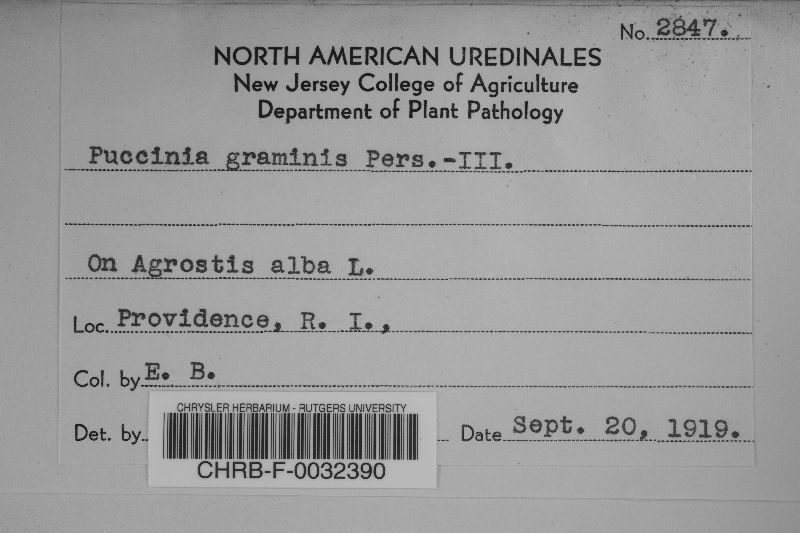 No. 2847.
NORTH AMERICAN UREDINALES
New Jersey College of Agriculture
Department of Plant Pathology
Puccinia graminis Pers.-III.
On Agrostis alba L.
Loc. Providence, R. I.,
Col. by E. B.
Det. by
Date Sept. 20, 1919.
CHRYSLER HERBARIUM - RUTGERS UNIVERSITY
CHRB-F-0032390